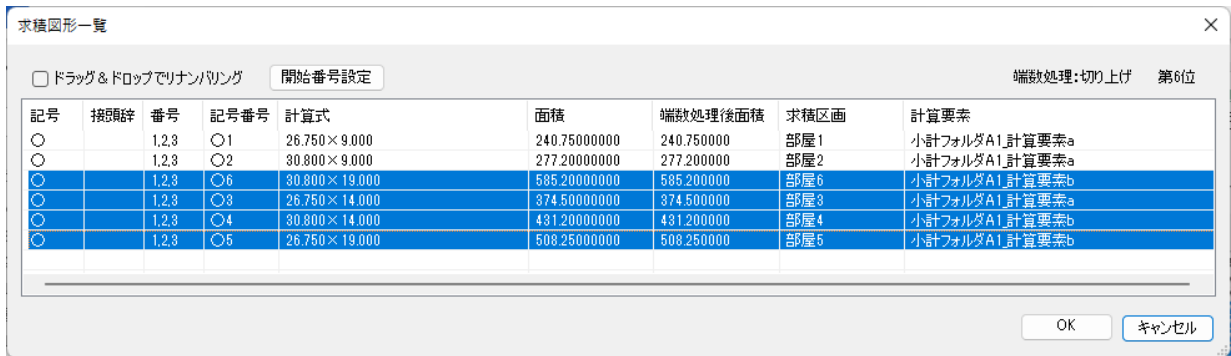 求積図形一覧
ドラッグ&ドロップでリナンバリング 開始番号設定 端数処理:切り上げ 第6位
記号 接頭辞 番号 記号番号 計算式 面積 端数処理後面積 求積区画 計算要素
○ 1,2,3 ○1 26.750×9.000 240.75000000 240.750000 部屋1 小計フォルダA1_計算要素a
○ 1,2,3 ○2 30.800×9.000 277.20000000 277.200000 部屋2 小計フォルダA1_計算要素a
○ 1,2,3 ○6 30.800×19.000 585.20000000 585.200000 部屋6 小計フォルダA1_計算要素b
○ 1,2,3 ○3 26.750×14.000 374.50000000 374.500000 部屋3 小計フォルダA1_計算要素a
○ 1,2,3 ○4 30.800×14.000 431.20000000 431.200000 部屋4 小計フォルダA1_計算要素b
○ 1,2,3 ○5 26.750×19.000 508.25000000 508.250000 部屋5 小計フォルダA1_計算要素b
OK キャンセル